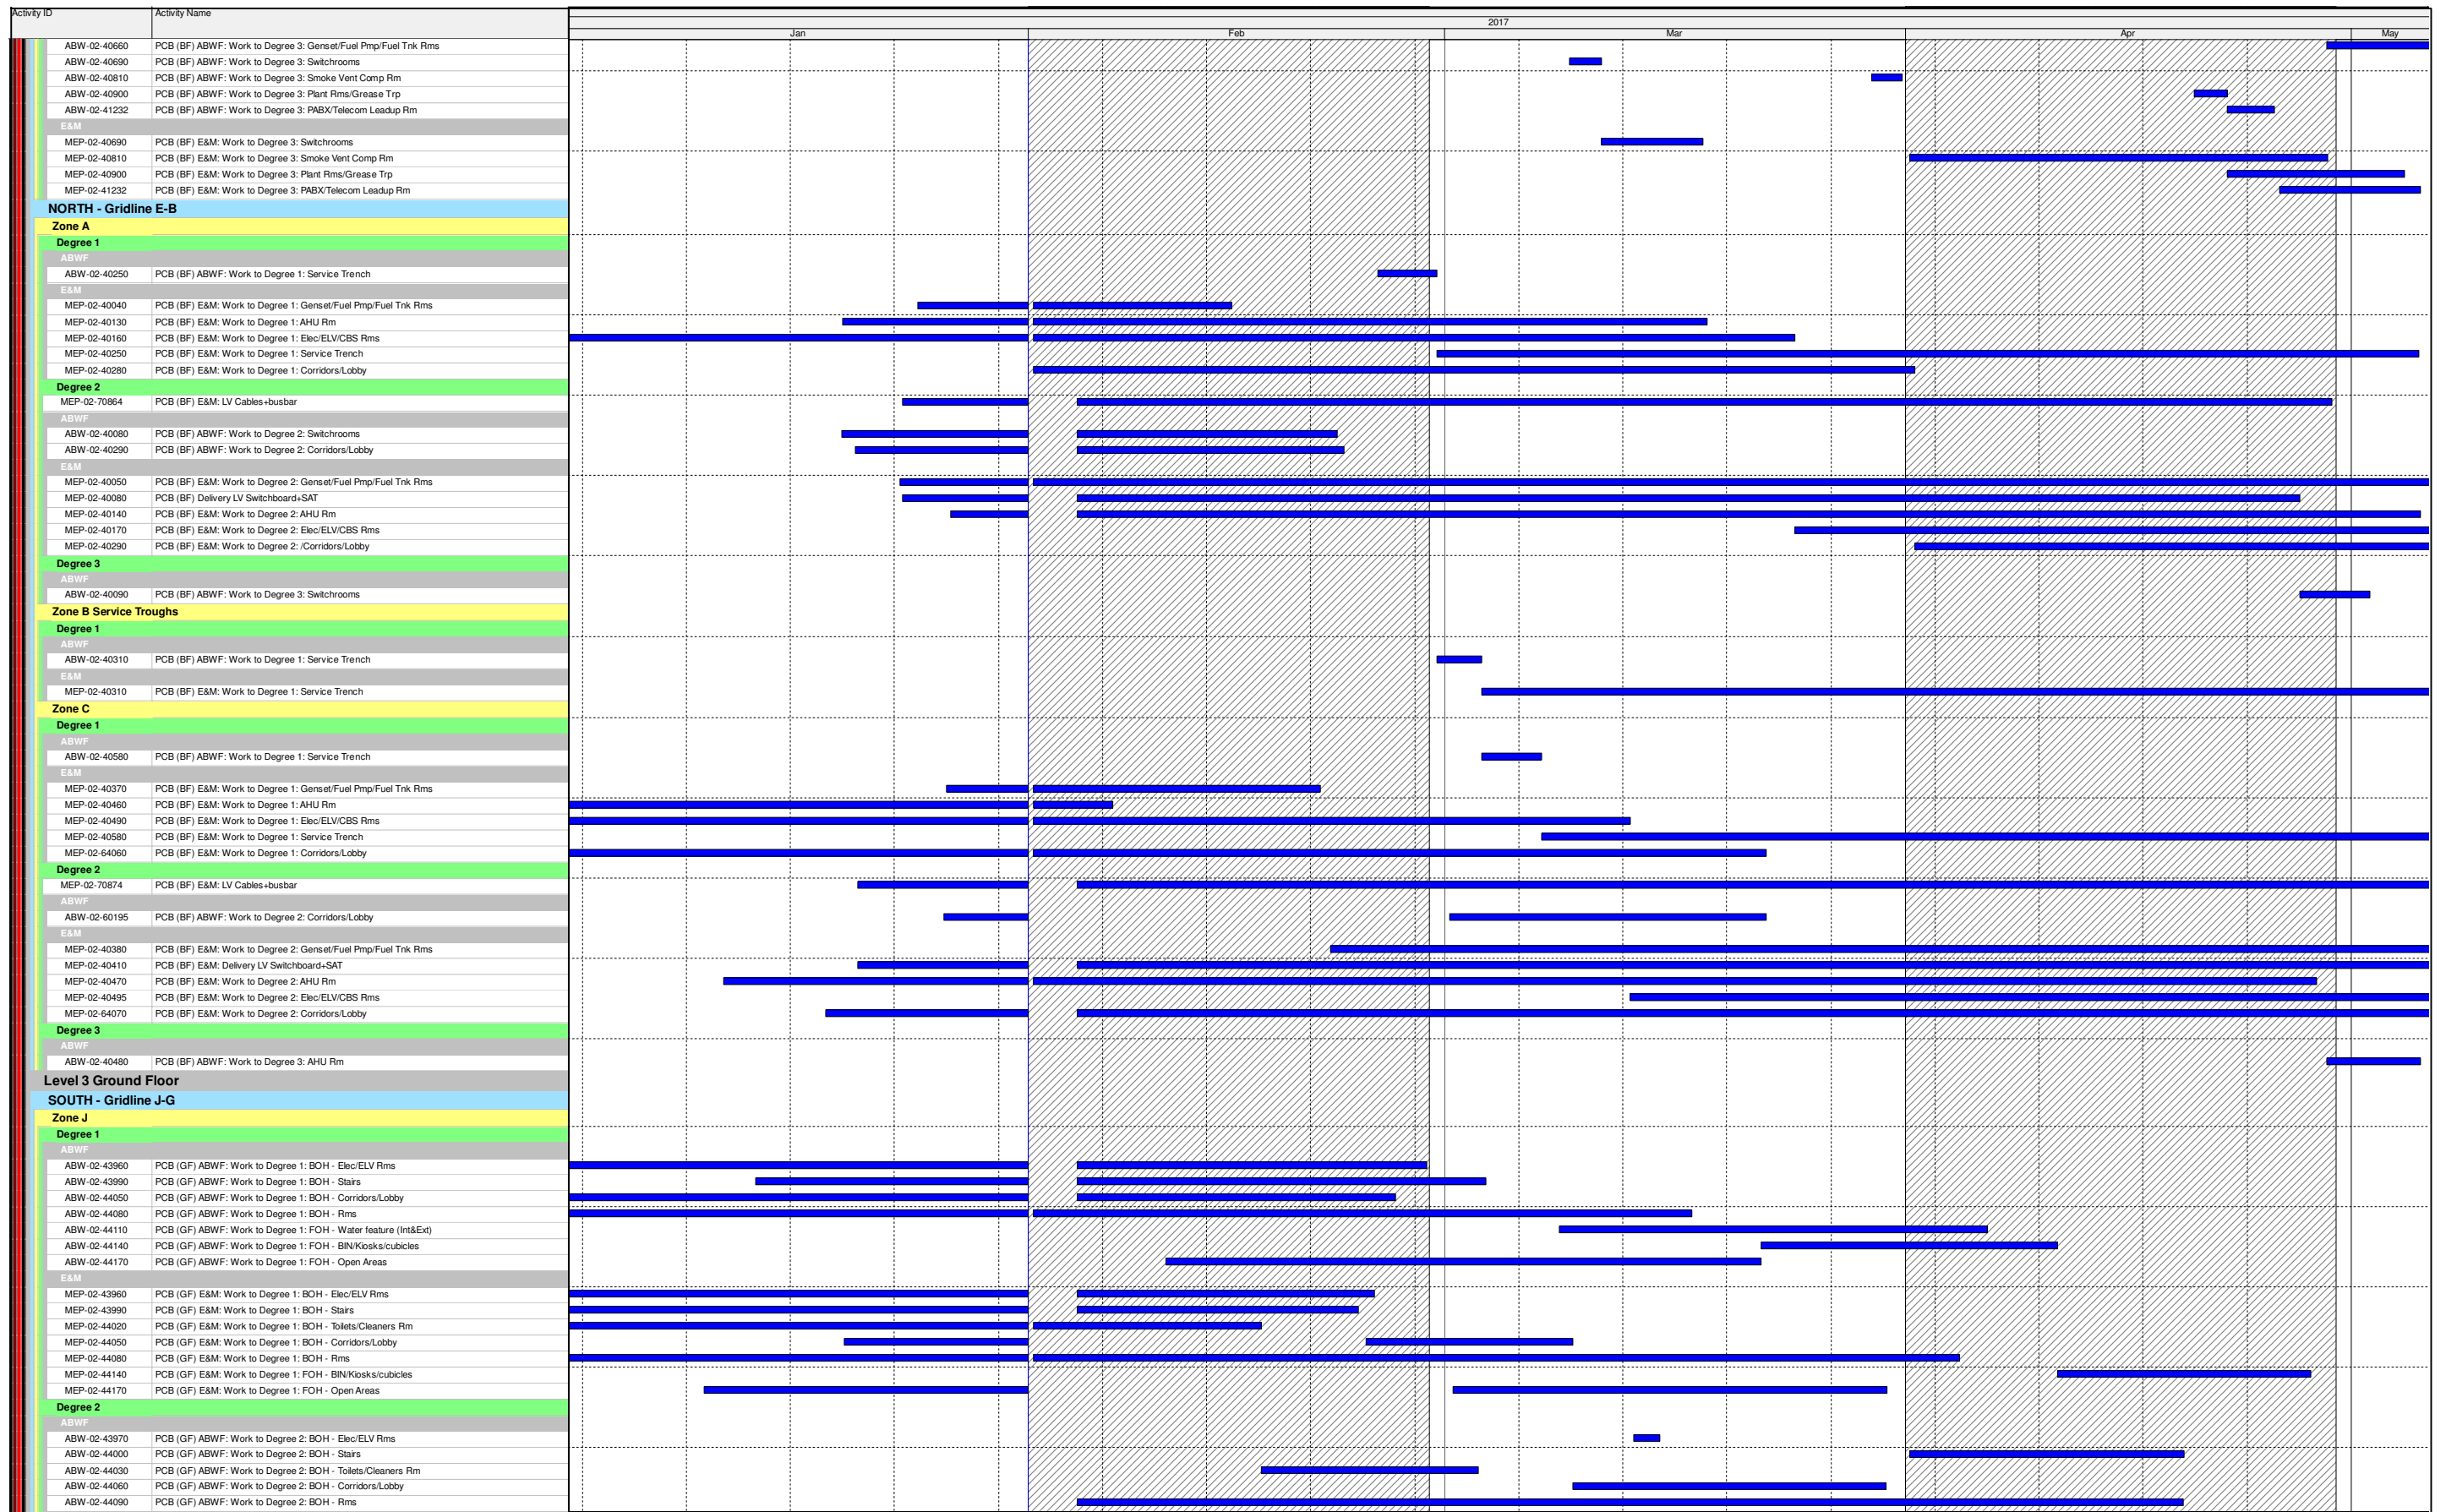 Activity ID Activity Name
2017
Jan Feb Mar Apr May
ABW-02-40660 PCB (BF) ABWF: Work to Degree 3: Genset/Fuel Pmp/Fuel Tnk Rms
ABW-02-40690 PCB (BF) ABWF: Work to Degree 3: Switchrooms
ABW-02-40810 PCB (BF) ABWF: Work to Degree 3: Smoke Vent Comp Rm
ABW-02-40900 PCB (BF) ABWF: Work to Degree 3: Plant Rms/Grease Trp
ABW-02-41232 PCB (BF) ABWF: Work to Degree 3: PABX/Telecom Leadup Rm
E&M
MEP-02-40690 PCB (BF) E&M: Work to Degree 3: Switchrooms
MEP-02-40810 PCB (BF) E&M: Work to Degree 3: Smoke Vent Comp Rm
MEP-02-40900 PCB (BF) E&M: Work to Degree 3: Plant Rms/Grease Trp
MEP-02-41232 PCB (BF) E&M: Work to Degree 3: PABX/Telecom Leadup Rm
NORTH - Gridline E-B
Zone A
Degree 1
ABWF
ABW-02-40250 PCB (BF) ABWF: Work to Degree 1: Service Trench
E&M
MEP-02-40040 PCB (BF) E&M: Work to Degree 1: Genset/Fuel Pmp/Fuel Tnk Rms
MEP-02-40130 PCB (BF) E&M: Work to Degree 1: AHU Rm
MEP-02-40160 PCB (BF) E&M: Work to Degree 1: Elec/ELV/CBS Rms
MEP-02-40250 PCB (BF) E&M: Work to Degree 1: Service Trench
MEP-02-40280 PCB (BF) E&M: Work to Degree 1: Corridors/Lobby
Degree 2
MEP-02-70864 PCB (BF) E&M: LV Cables+busbar
ABWF
ABW-02-40080 PCB (BF) ABWF: Work to Degree 2: Switchrooms
ABW-02-40290 PCB (BF) ABWF: Work to Degree 2: Corridors/Lobby
E&M
MEP-02-40050 PCB (BF) E&M: Work to Degree 2: Genset/Fuel Pmp/Fuel Tnk Rms
MEP-02-40080 PCB (BF) Delivery LV Switchboard+SAT
MEP-02-40140 PCB (BF) E&M: Work to Degree 2: AHU Rm
MEP-02-40170 PCB (BF) E&M: Work to Degree 2: Elec/ELV/CBS Rms
MEP-02-40290 PCB (BF) E&M: Work to Degree 2: /Corridors/Lobby
Degree 3
ABWF
ABW-02-40090 PCB (BF) ABWF: Work to Degree 3: Switchrooms
Zone B Service Troughs
Degree 1
ABWF
ABW-02-40310 PCB (BF) ABWF: Work to Degree 1: Service Trench
E&M
MEP-02-40310 PCB (BF) E&M: Work to Degree 1: Service Trench
Zone C
Degree 1
ABWF
ABW-02-40580 PCB (BF) ABWF: Work to Degree 1: Service Trench
E&M
MEP-02-40370 PCB (BF) E&M: Work to Degree 1: Genset/Fuel Pmp/Fuel Tnk Rms
MEP-02-40460 PCB (BF) E&M: Work to Degree 1: AHU Rm
MEP-02-40490 PCB (BF) E&M: Work to Degree 1: Elec/ELV/CBS Rms
MEP-02-40580 PCB (BF) E&M: Work to Degree 1: Service Trench
MEP-02-64060 PCB (BF) E&M: Work to Degree 1: Corridors/Lobby
Degree 2
MEP-02-70874 PCB (BF) E&M: LV Cables+busbar
ABWF
ABW-02-60195 PCB (BF) ABWF: Work to Degree 2: Corridors/Lobby
E&M
MEP-02-40380 PCB (BF) E&M: Work to Degree 2: Genset/Fuel Pmp/Fuel Tnk Rms
MEP-02-40410 PCB (BF) E&M: Delivery LV Switchboard+SAT
MEP-02-40470 PCB (BF) E&M: Work to Degree 2: AHU Rm
MEP-02-40495 PCB (BF) E&M: Work to Degree 2: Elec/ELV/CBS Rms
MEP-02-64070 PCB (BF) E&M: Work to Degree 2: Corridors/Lobby
Degree 3
ABWF
ABW-02-40480 PCB (BF) ABWF: Work to Degree 3: AHU Rm
Level 3 Ground Floor
SOUTH - Gridline J-G
Zone J
Degree 1
ABWF
ABW-02-43960 PCB (GF) ABWF: Work to Degree 1: BOH - Elec/ELV Rms
ABW-02-43990 PCB (GF) ABWF: Work to Degree 1: BOH - Stairs
ABW-02-44050 PCB (GF) ABWF: Work to Degree 1: BOH - Corridors/Lobby
ABW-02-44080 PCB (GF) ABWF: Work to Degree 1: BOH - Rms
ABW-02-44110 PCB (GF) ABWF: Work to Degree 1: FOH - Water feature (Int&Ext)
ABW-02-44140 PCB (GF) ABWF: Work to Degree 1: FOH - BIN/Kiosks/cubicles
ABW-02-44170 PCB (GF) ABWF: Work to Degree 1: FOH - Open Areas
E&M
MEP-02-43960 PCB (GF) E&M: Work to Degree 1: BOH - Elec/ELV Rms
MEP-02-43990 PCB (GF) E&M: Work to Degree 1: BOH - Stairs
MEP-02-44020 PCB (GF) E&M: Work to Degree 1: BOH - Toilets/Cleaners Rm
MEP-02-44050 PCB (GF) E&M: Work to Degree 1: BOH - Corridors/Lobby
MEP-02-44080 PCB (GF) E&M: Work to Degree 1: BOH - Rms
MEP-02-44140 PCB (GF) E&M: Work to Degree 1: FOH - BIN/Kiosks/cubicles
MEP-02-44170 PCB (GF) E&M: Work to Degree 1: FOH - Open Areas
Degree 2
ABWF
ABW-02-43970 PCB (GF) ABWF: Work to Degree 2: BOH - Elec/ELV Rms
ABW-02-44000 PCB (GF) ABWF: Work to Degree 2: BOH - Stairs
ABW-02-44030 PCB (GF) ABWF: Work to Degree 2: BOH - Toilets/Cleaners Rm
ABW-02-44060 PCB (GF) ABWF: Work to Degree 2: BOH - Corridors/Lobby
ABW-02-44090 PCB (GF) ABWF: Work to Degree 2: BOH - Rms